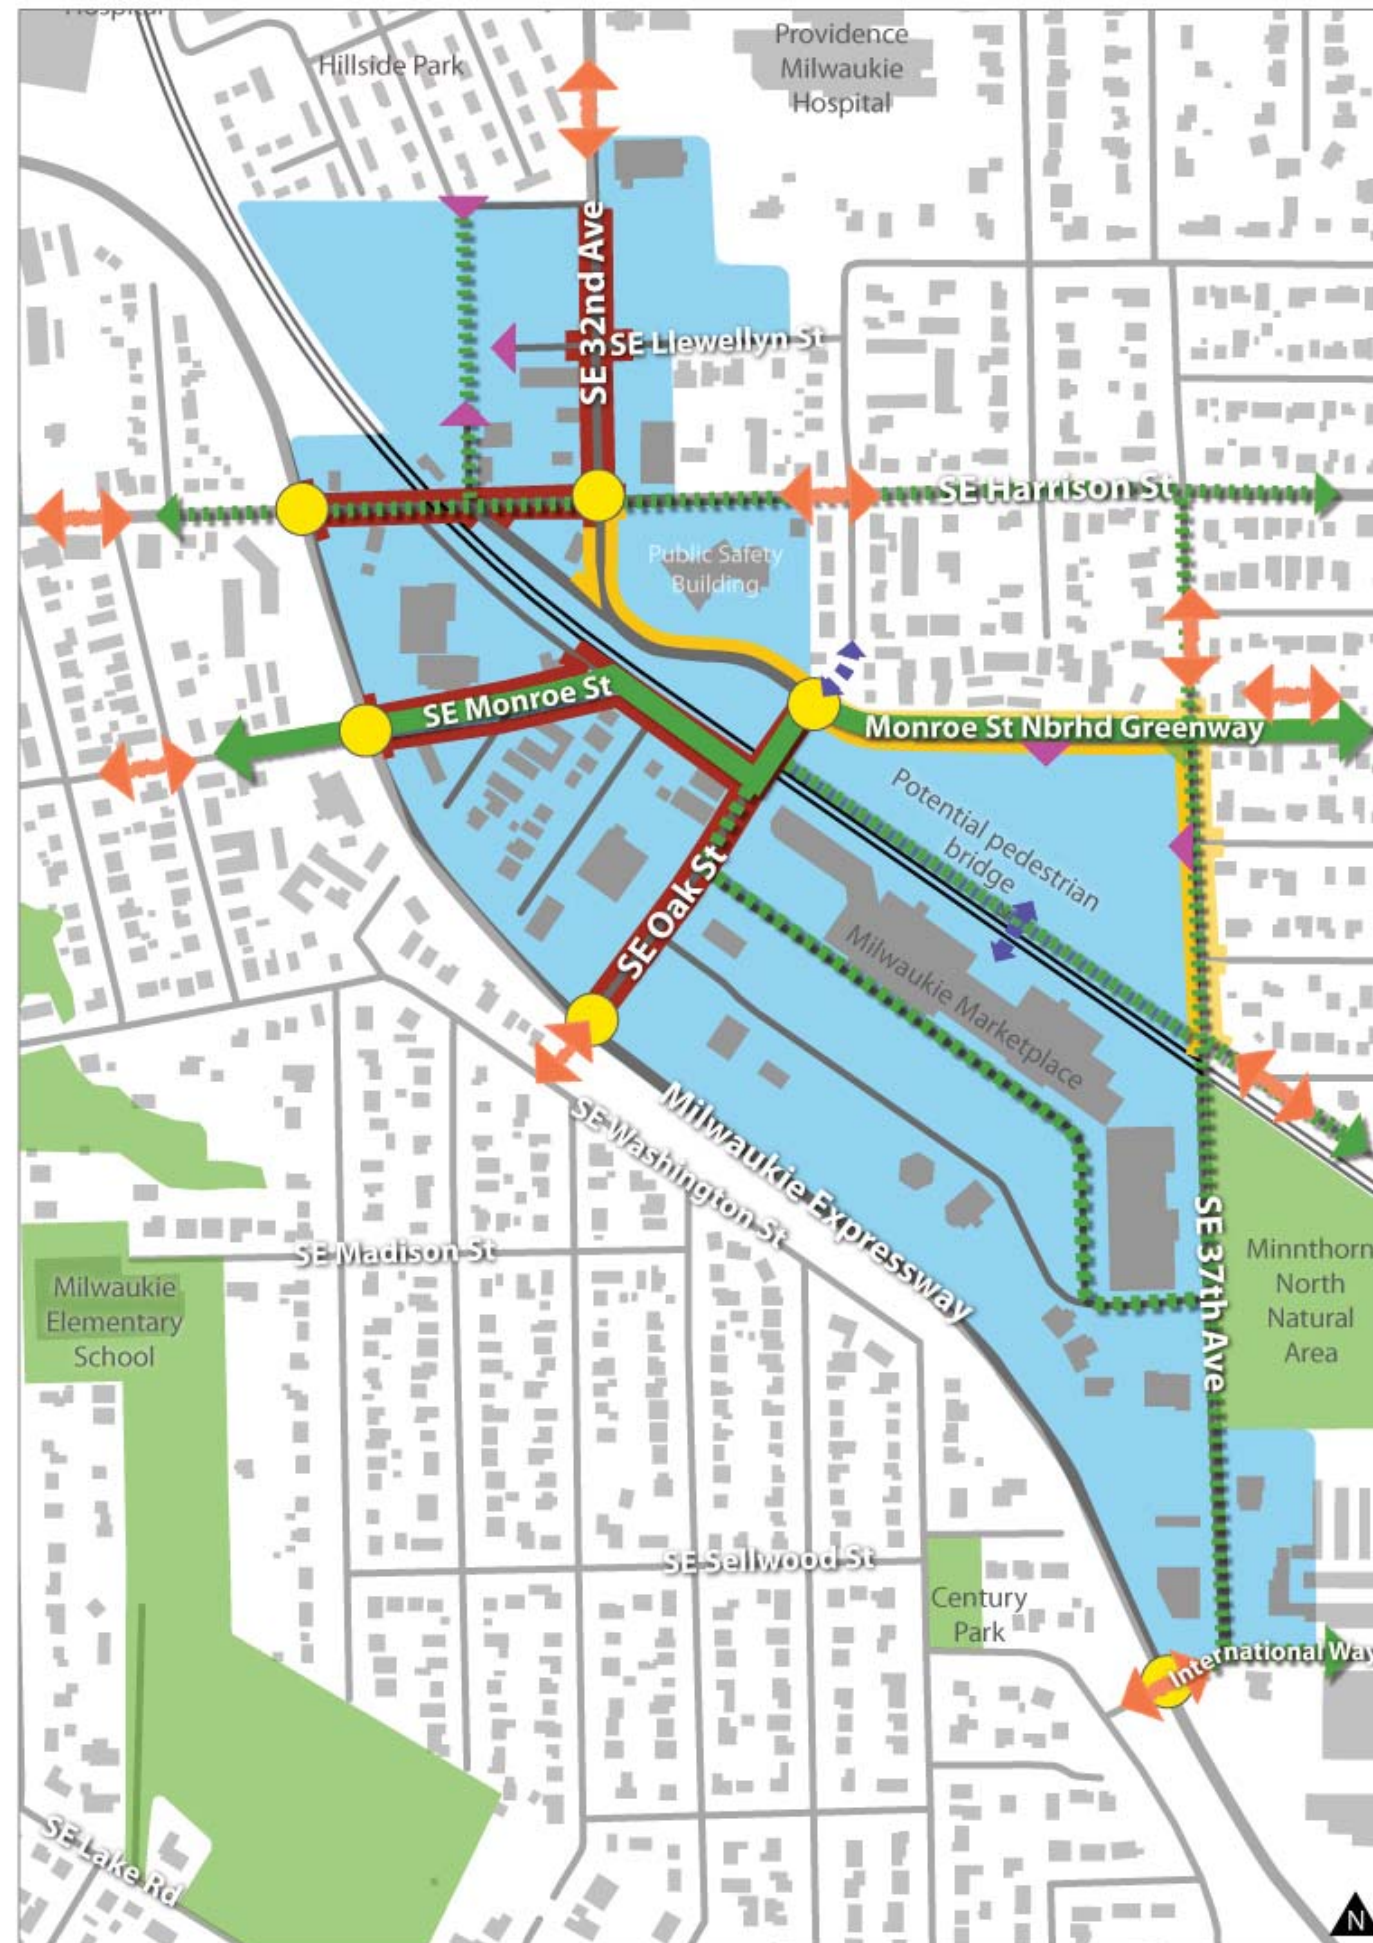 Hospital
Hillside Park
Providence
Milwaukie
Hospital
SE 32nd Ave
SE Llewellyn St
SE Harrison St
Public Safety
Building
SE Monroe St
Monroe St Nbrhd Greenway
Potential pedestrian
bridge
SE Oak St
Milwaukie Marketplace
Milwaukie Expressway
SE Washington St
SE 37th Ave
SE Madison St
Minnthorn
North
Natural
Area
Milwaukie
Elementary
School
SE Sellwood St
Century
Park
International Way
SE Lake Rd
N